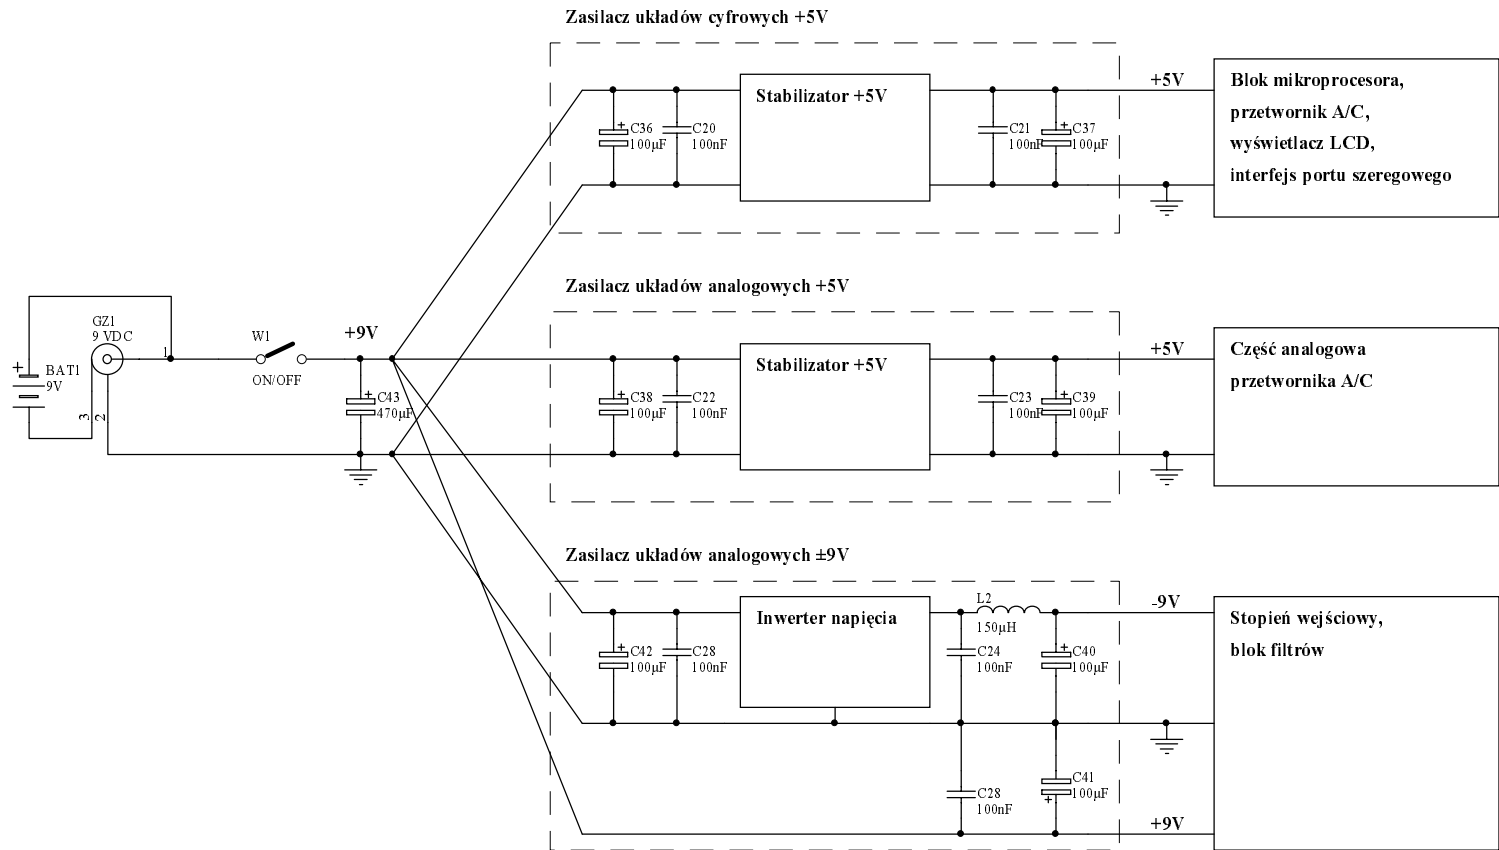 Zasilacz układów cyfrowych +5V
Stabilizator +5V
+
C36
100µF
C20
100nF
C21
100nF
+
C37
100µF
+5V
Blok mikroprocesora,
przetwornik A/C,
wyświetlacz LCD,
interfejs portu szeregowego
Zasilacz układów analogowych +5V
GZ1
9 VDC
1
W1
ON/OFF
+9V
+
BAT1
9V
3
2
+
C43
470µF
Stabilizator +5V
+
C38
100µF
C22
100nF
C23
100nF
+
C39
100µF
+5V
Część analogowa
przetwornika A/C
Zasilacz układów analogowych ±9V
Inwerter napięcia
+
C42
100µF
C28
100nF
L2
150µH
C24
100nF
+
C40
100µF
-9V
Stopień wejściowy,
blok filtrów
C28
100nF
C41
100µF
+
+9V